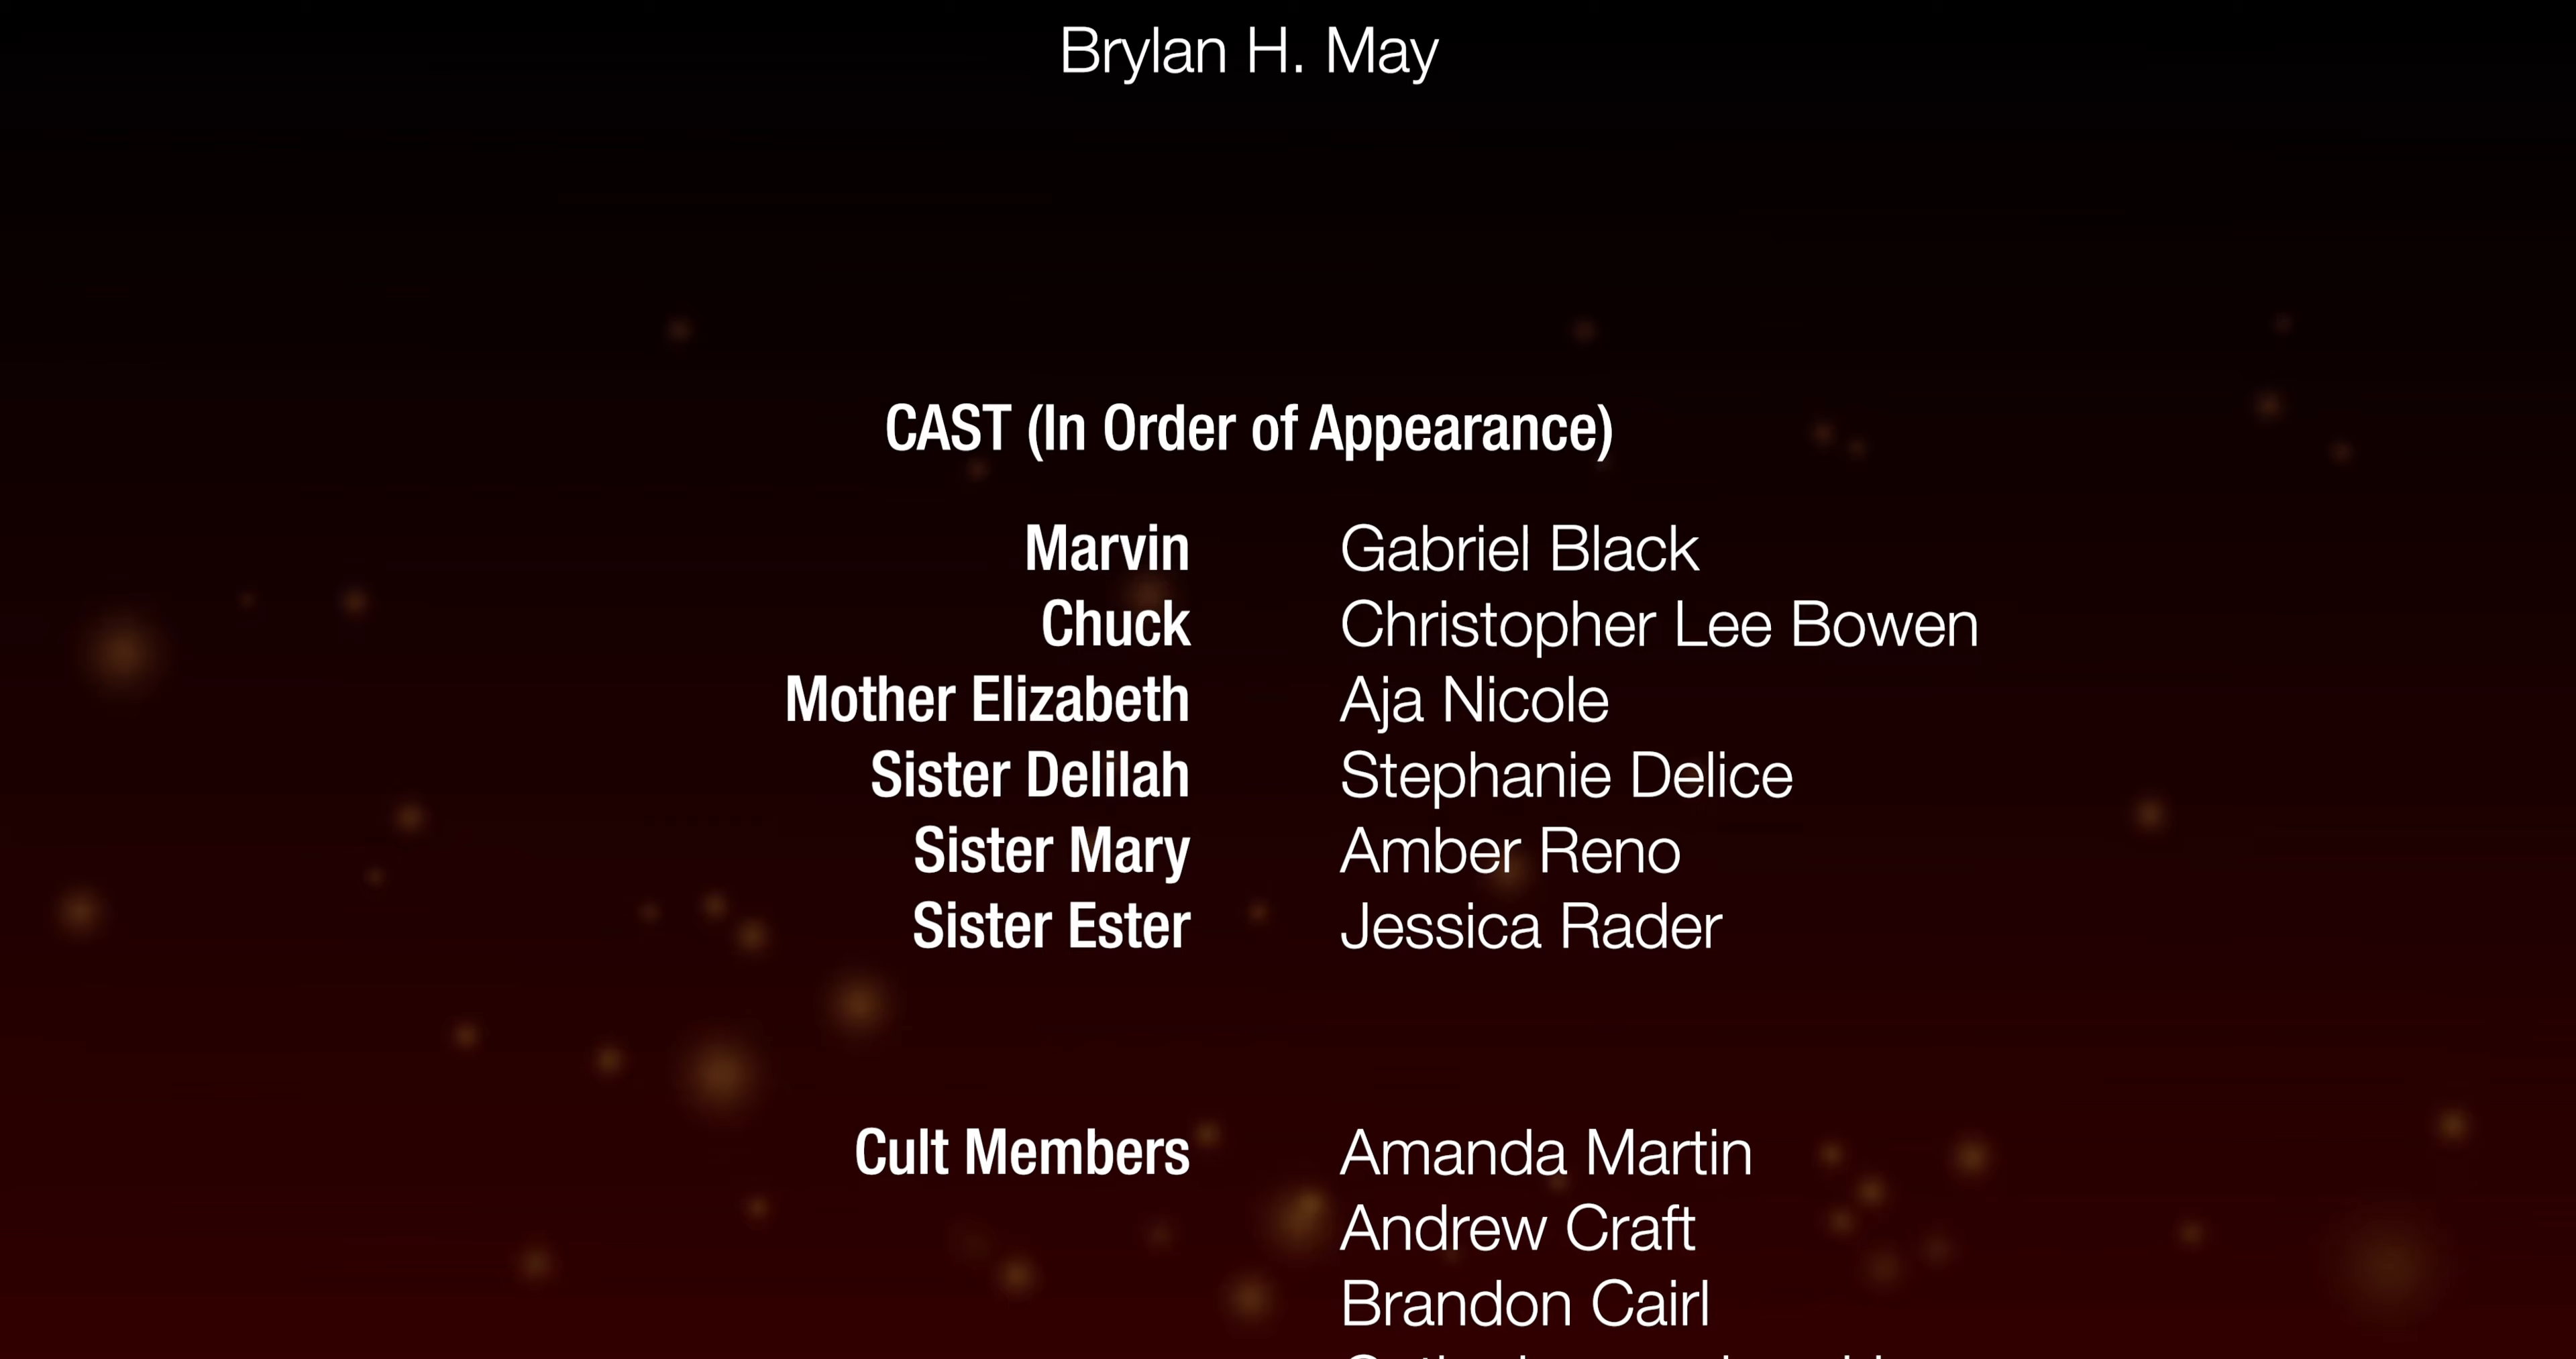 Brylan H. May
CAST (In Order of Appearance)
Marvin Gabriel Black
Chuck Christopher Lee Bowen
Mother Elizabeth Aja Nicole
Sister Delilah Stephanie Delice
Sister Mary Amber Reno
Sister Ester Jessica Rader
Cult Members Amanda Martin
Andrew Craft
Brandon Cairl